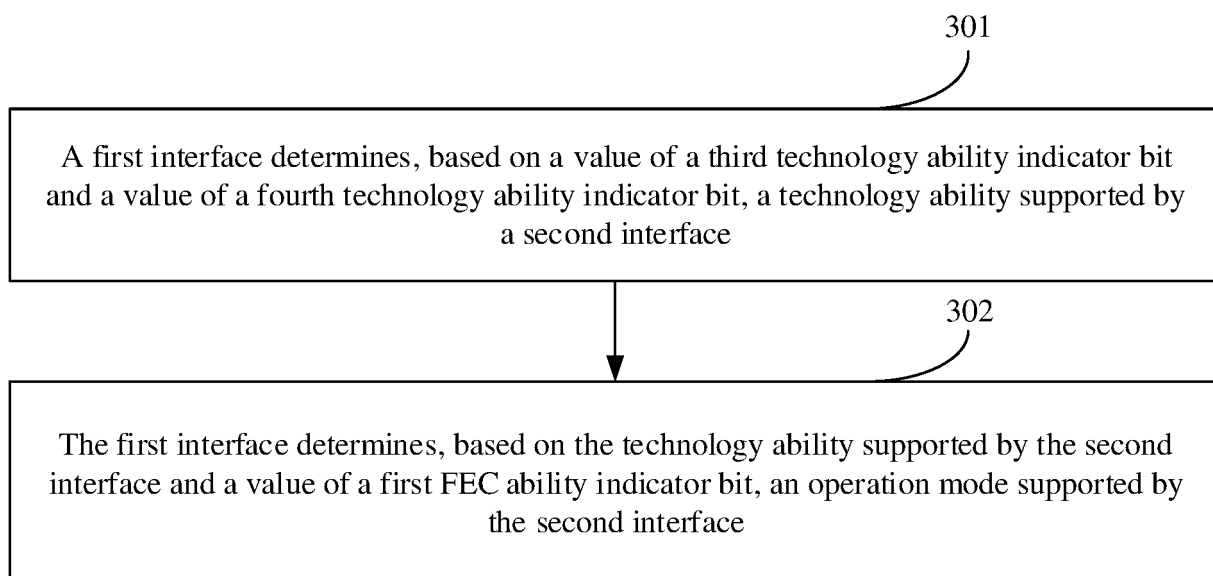 301
A first interface determines, based on a value of a third technology ability indicator bit
and a value of a fourth technology ability indicator bit, a technology ability supported by
a second interface
302
The first interface determines, based on the technology ability supported by the second
interface and a value of a first FEC ability indicator bit, an operation mode supported by
the second interface